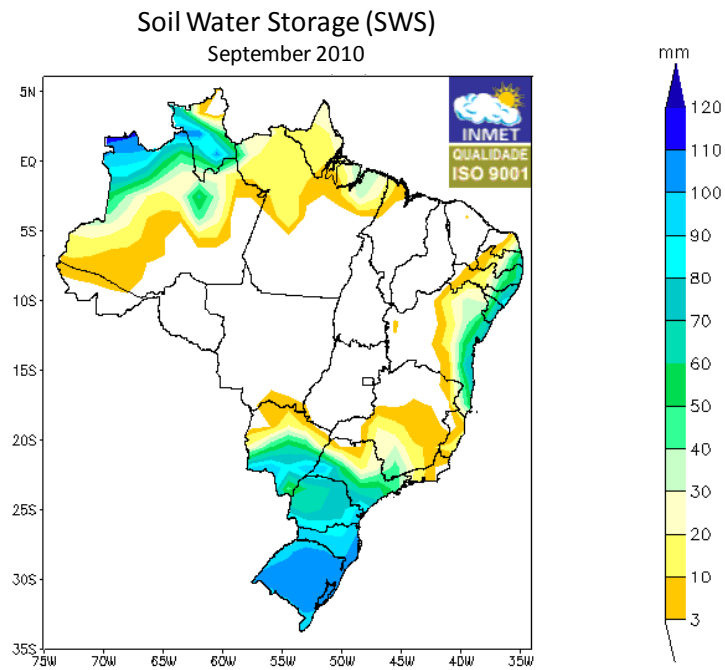 Soil Water Storage (SWS)
September 2010
mm
INMET
QUALIDADE
ISO 9001
5N
EQ
5S
10S
15S
20S
25S
30S
35S
75W
70W
65W
60W
55W
50W
45W
40W
35W
120
110
100
90
80
70
60
50
40
30
20
10
3